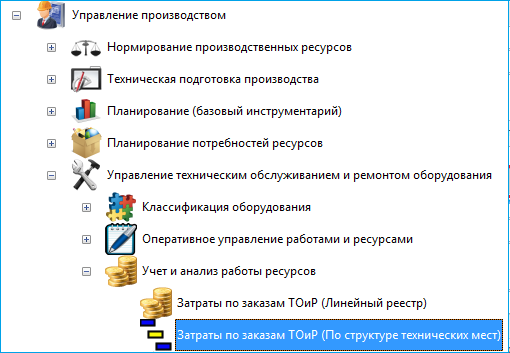 Управление производством
Нормирование производственных ресурсов
Техническая подготовка производства
Планирование (базовый инструментарий)
Планирование потребностей ресурсов
Управление техническим обслуживанием и ремонтом оборудования
Классификация оборудования
Оперативное управление работами и ресурсами
Учет и анализ работы ресурсов
Затраты по заказам ТОиР (Линейный реестр)
Затраты по заказам ТОиР (По структуре технических мест)